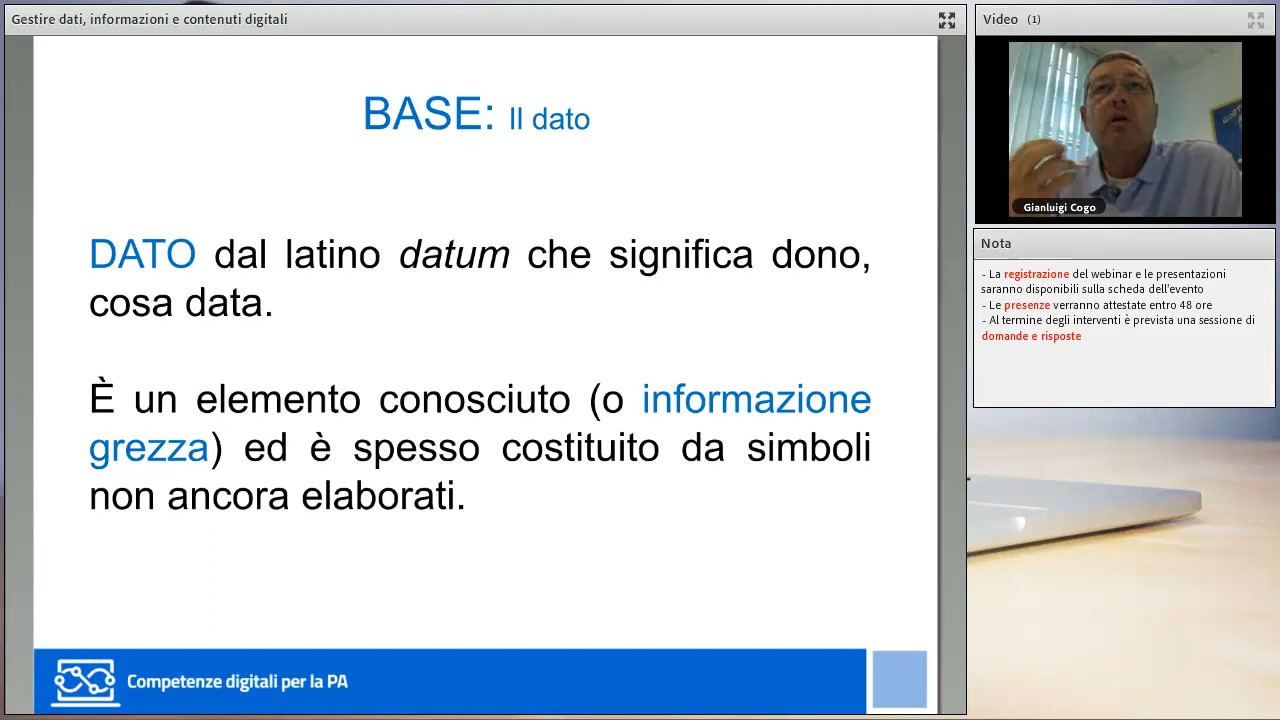 Gestire dati, informazioni e contenuti digitali
BASE: Il dato
DATO dal latino datum che significa dono,
cosa data.
È un elemento conosciuto (o informazione
grezza) ed è spesso costituito da simboli
non ancora elaborati.
Competenze digitali per la PA
Video (1)
Gianluigi Cogo
Nota
- La registrazione del webinar e le presentazioni
saranno disponibili sulla scheda dell'evento
- Le presenze verranno attestate entro 48 ore
- Al termine degli interventi è prevista una sessione di
domande e risposte